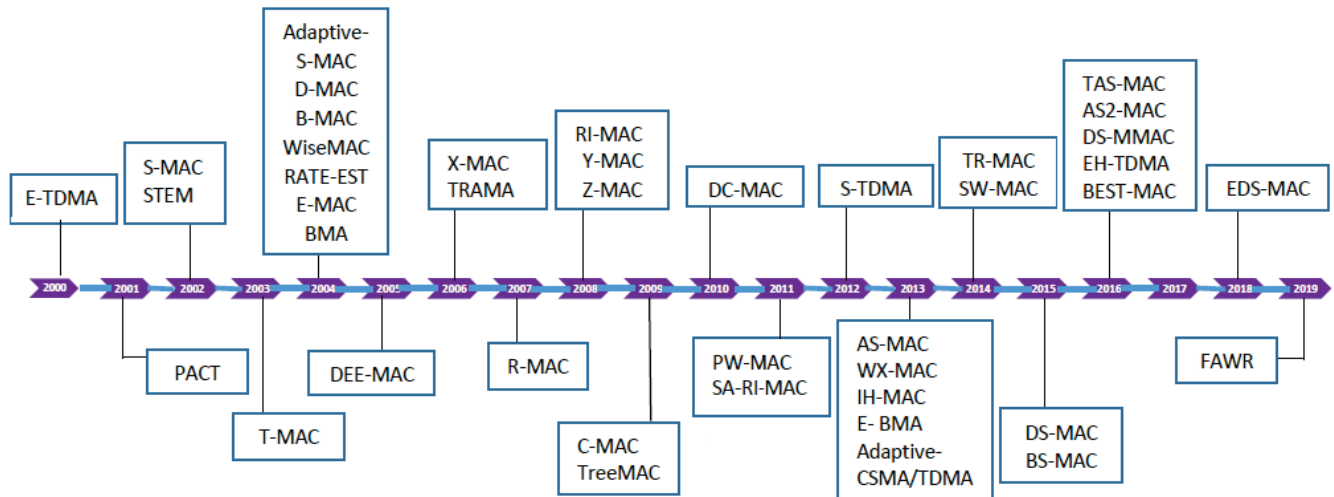 Adaptive-
S-MAC
D-MAC
B-MAC
WiseMAC
RATE-EST
E-MAC
BMA
TAS-MAC
AS2-MAC
DS-MMAC
EH-TDMA
BEST-MAC
E-TDMA
S-MAC
STEM
X-MAC
TRAMA
RI-MAC
Y-MAC
Z-MAC
DC-MAC
S-TDMA
TR-MAC
SW-MAC
EDS-MAC
2000 2001 2002 2003 2004 2005 2006 2007 2008 2009 2010 2011 2012 2013 2014 2015 2016 2017 2018 2019
PACT
T-MAC
DEE-MAC
R-MAC
C-MAC
TreeMAC
PW-MAC
SA-RI-MAC
AS-MAC
WX-MAC
IH-MAC
E- BMA
Adaptive-
CSMA/TDMA
DS-MAC
BS-MAC
FAWR